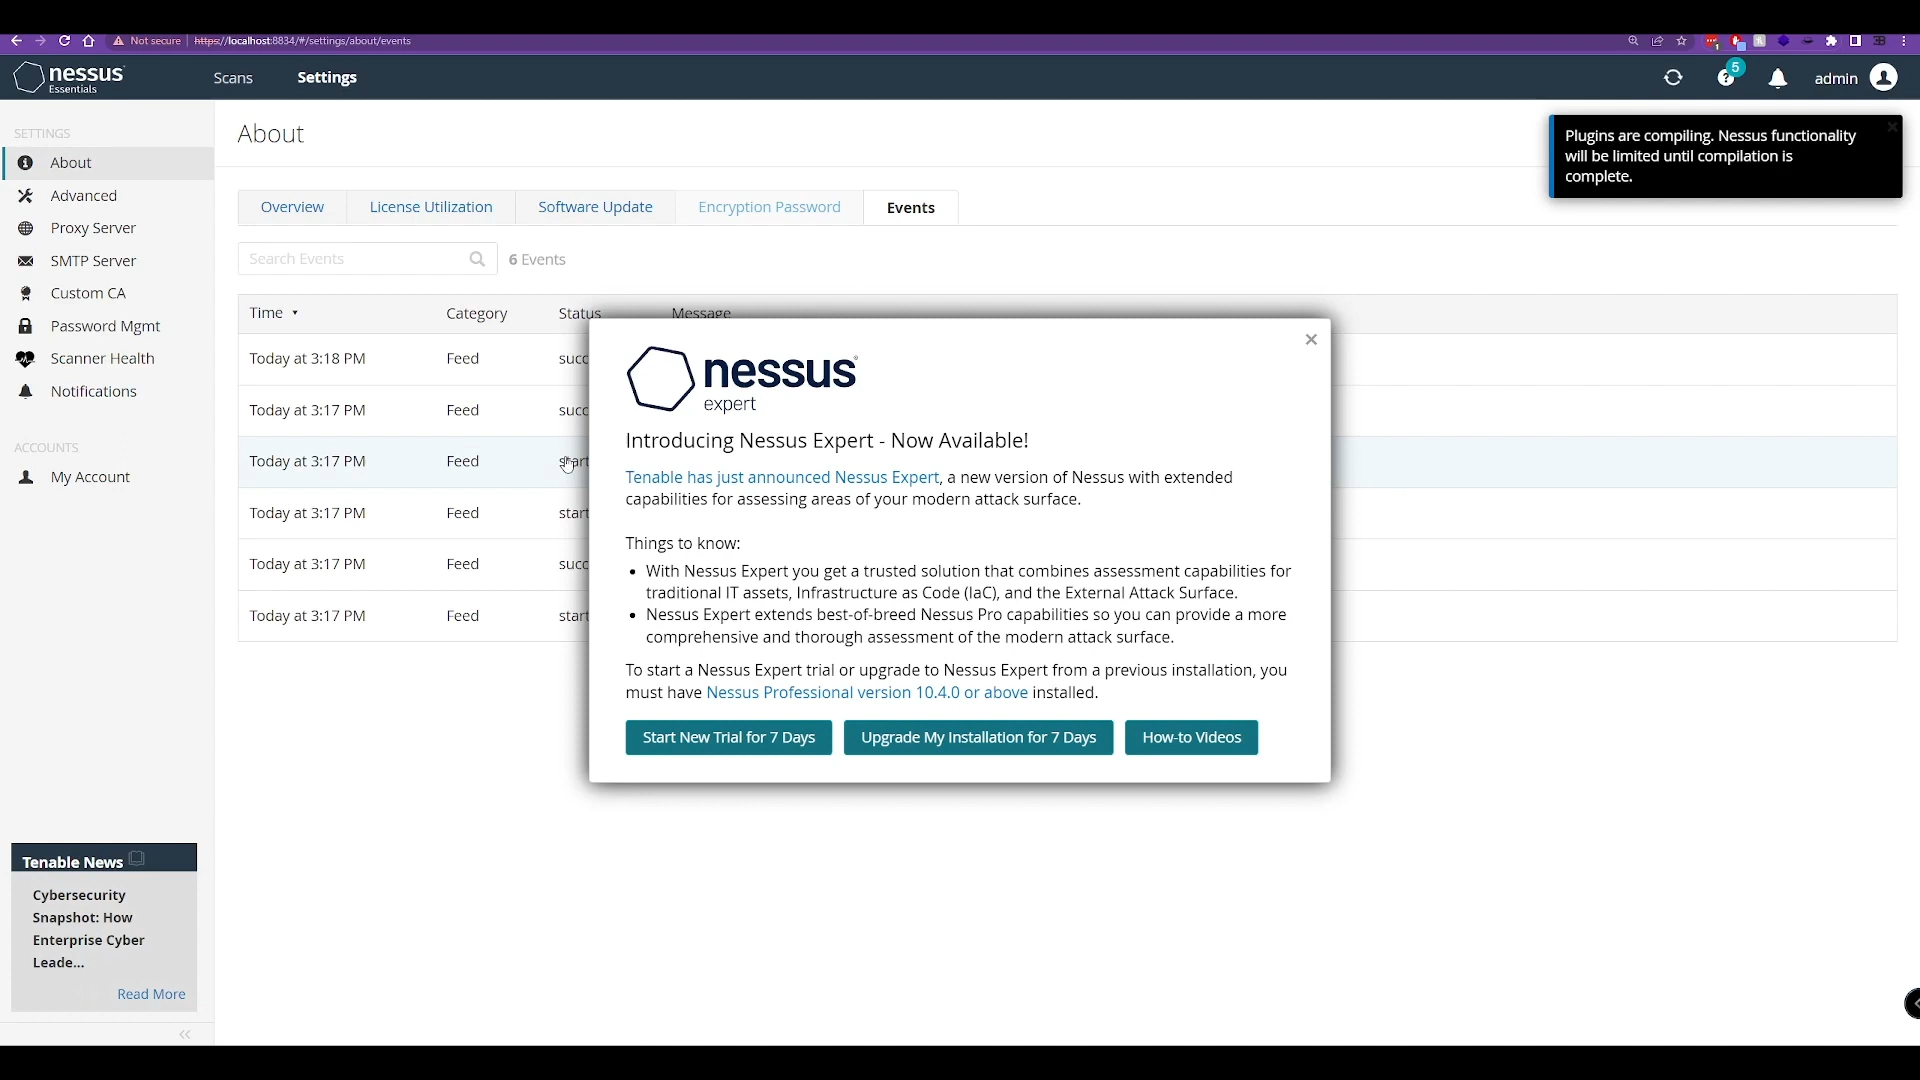 Not secure https://localhost:8834/#/settings/about/events
nessus
Essentials
Scans
Settings
5
admin
SETTINGS
About
Advanced
Proxy Server
SMTP Server
Custom CA
Password Mgmt
Scanner Health
Notifications
ACCOUNTS
My Account
Tenable News
Cybersecurity
Snapshot: How
Enterprise Cyber
Leade...
Read More
About
Overview
License Utilization
Software Update
Encryption Password
Events
Search Events
6 Events
Time Category Status Message
Today at 3:18 PM Feed succ
Today at 3:17 PM Feed succ
Today at 3:17 PM Feed start
Today at 3:17 PM Feed start
Today at 3:17 PM Feed succ
Today at 3:17 PM Feed start
Plugins are compiling. Nessus functionality
will be limited until compilation is
complete.
nessus
expert
Introducing Nessus Expert - Now Available!
Tenable has just announced Nessus Expert, a new version of Nessus with extended
capabilities for assessing areas of your modern attack surface.
Things to know:
• With Nessus Expert you get a trusted solution that combines assessment capabilities for
traditional IT assets, Infrastructure as Code (IaC), and the External Attack Surface.
• Nessus Expert extends best-of-breed Nessus Pro capabilities so you can provide a more
comprehensive and thorough assessment of the modern attack surface.
To start a Nessus Expert trial or upgrade to Nessus Expert from a previous installation, you
must have Nessus Professional version 10.4.0 or above installed.
Start New Trial for 7 Days
Upgrade My Installation for 7 Days
How-to Videos